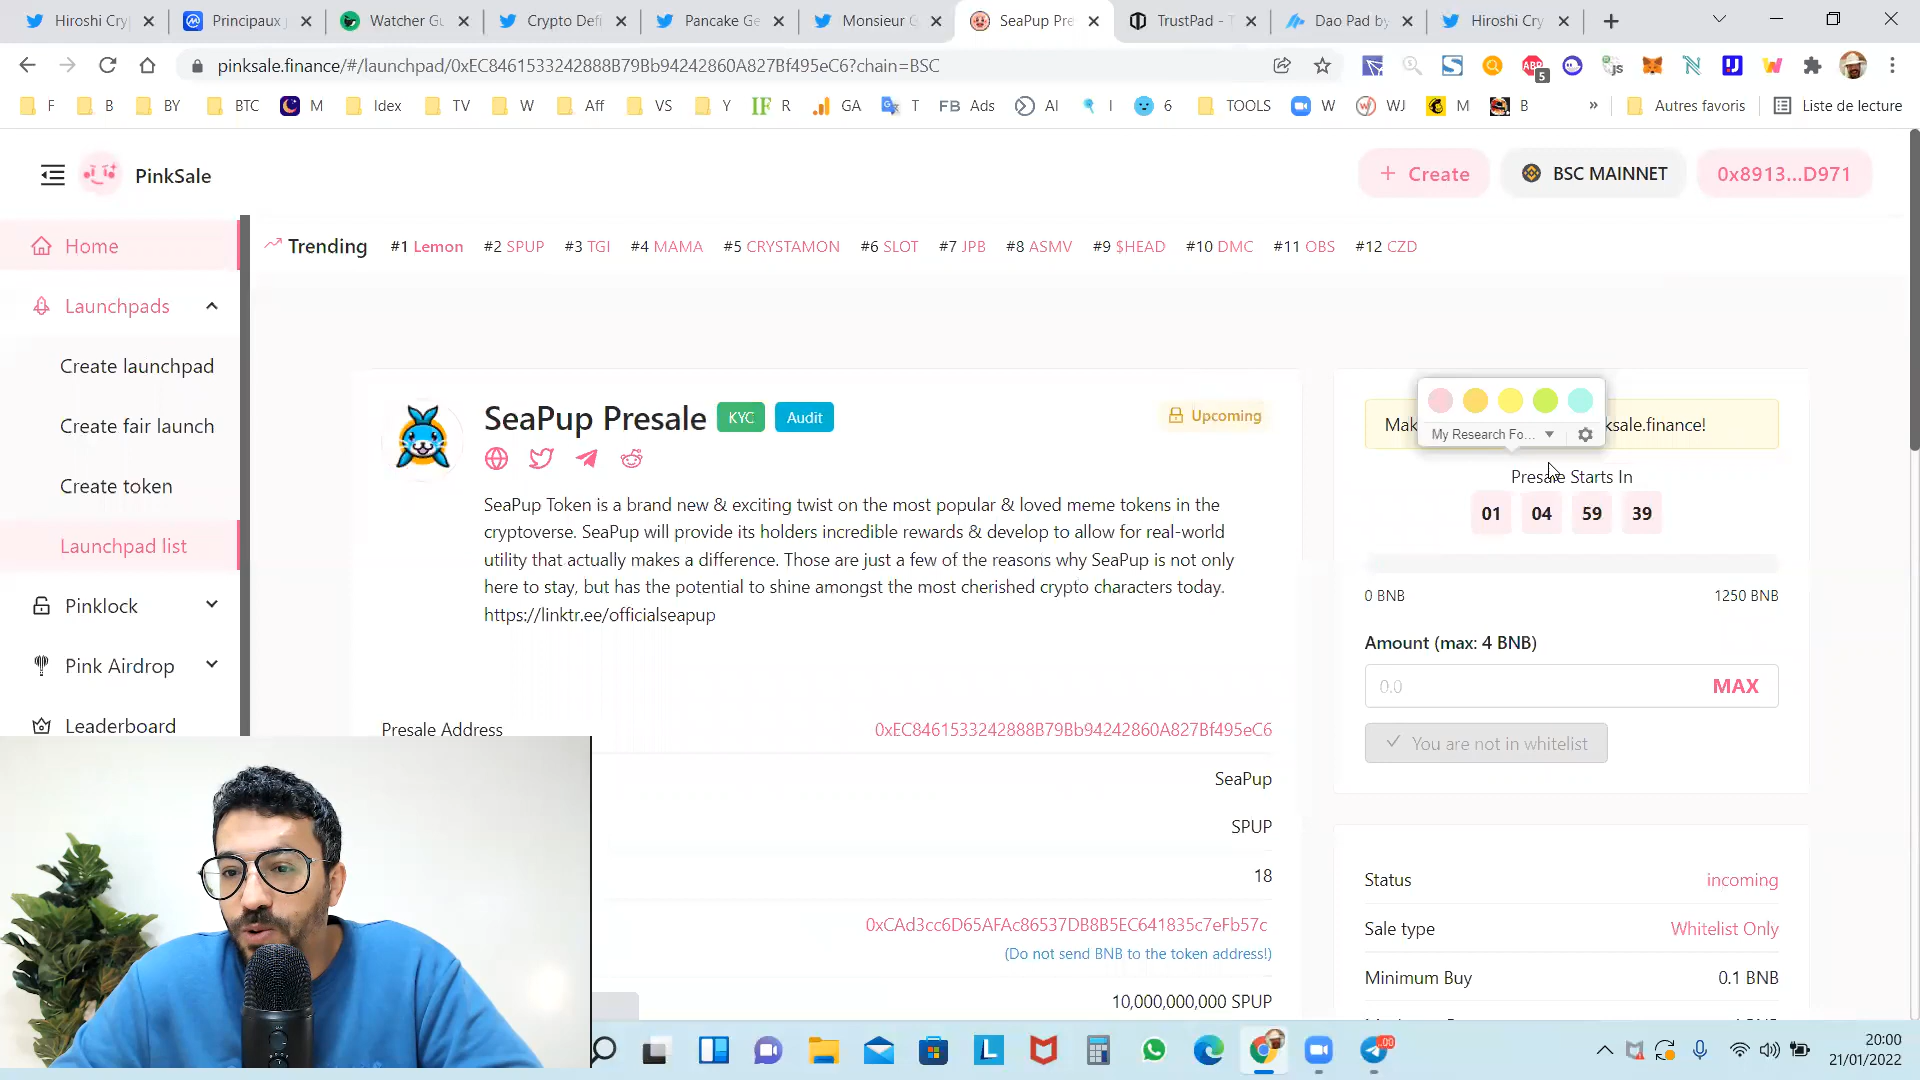 Hiroshi Cry
Principaux
Watcher Gu
Crypto Defi
Pancake Ge
Monsieur
SeaPup Pre
TrustPad - T
Dao Pad by
Hiroshi Cry
pinksale.finance/#/launchpad/0xEC8461533242888B79Bb94242860A827Bf495eC6?chain=BSC
ABP
5
F
B
BY
BTC
M
Idex
TV
W
Aff
VS
Y
IF R
GA
T
FB Ads
AI
I
6
TOOLS
W
WJ
M
B
»
Autres favoris
Liste de lecture
PinkSale
+ Create
BSC MAINNET
0x8913...D971
Home
Trending
#1 Lemon
#2 SPUP
#3 TGI
#4 MAMA
#5 CRYSTAMON
#6 SLOT
#7 JPB
#8 ASMV
#9 $HEAD
#10 DMC
#11 OBS
#12 CZD
Launchpads
Create launchpad
Create fair launch
Create token
Launchpad list
Pinklock
Pink Airdrop
Leaderboard
SeaPup Presale
KYC
Audit
Upcoming
SeaPup Token is a brand new & exciting twist on the most popular & loved meme tokens in the
cryptoverse. SeaPup will provide its holders incredible rewards & develop to allow for real-world
utility that actually makes a difference. Those are just a few of the reasons why SeaPup is not only
here to stay, but has the potential to shine amongst the most cherished crypto characters today.
https://linktr.ee/officialseapup
Presale Address
0xEC8461533242888B79Bb94242860A827Bf495eC6
SeaPup
SPUP
18
0xCAd3cc6D65AFAc86537DB8B5EC641835c7eFb57c
(Do not send BNB to the token address!)
10,000,000,000 SPUP
Mak
ksale.finance!
My Research Fo...
Presale Starts In
01
04
59
39
0 BNB
1250 BNB
Amount (max: 4 BNB)
0.0
MAX
You are not in whitelist
Status
incoming
Sale type
Whitelist Only
Minimum Buy
0.1 BNB
L
20:00
21/01/2022